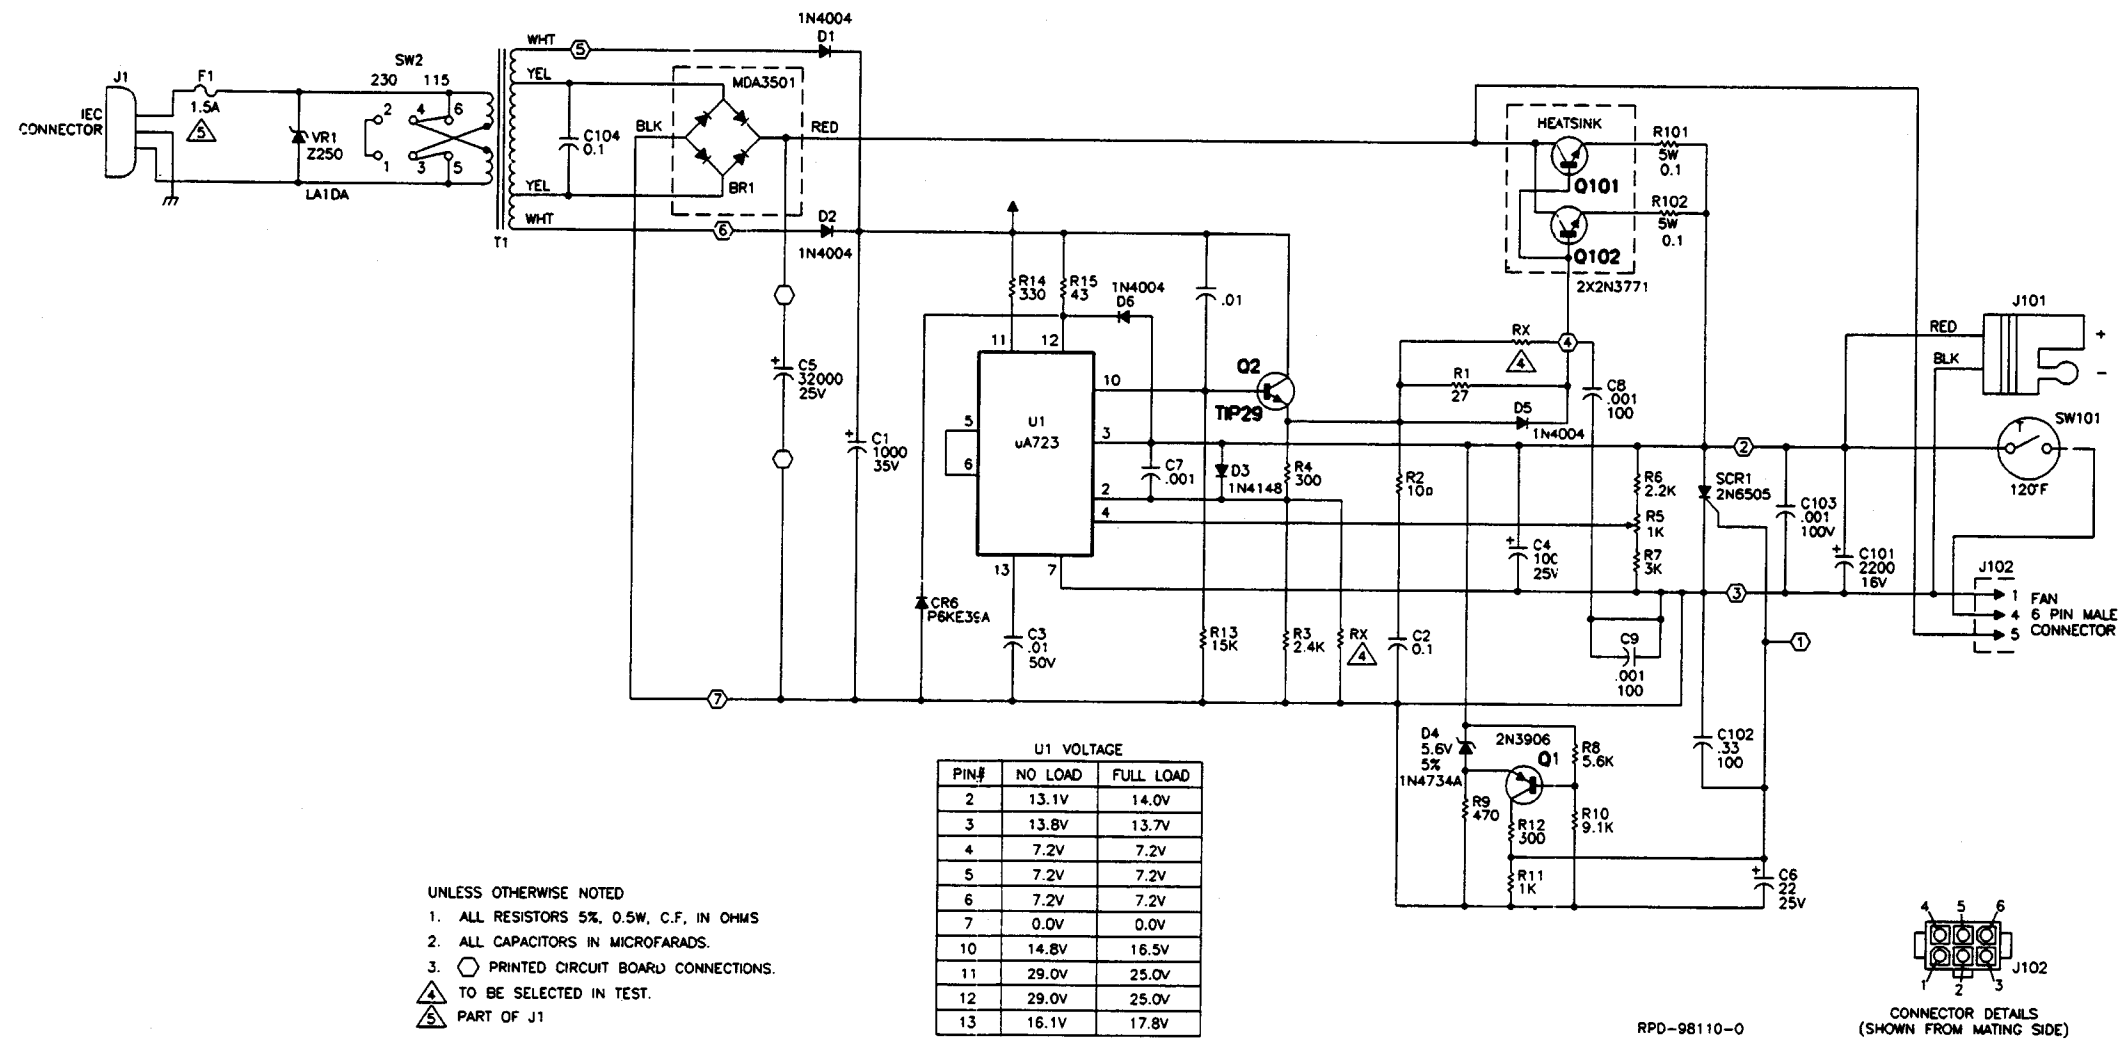 1N4004
D1
WHT
5
SW2
230 115
J1
F1
1.5A
5
IEC
CONNECTOR
VR1
Z250
LA1DA
2 4 6
1 3 5
T1
YEL
C104
0.1
YEL
WHT
6
BLK
MDA3501
BR1
RED
D2
1N4004
HEATSINK
Q101
Q102
2X2N3771
R101
5W
0.1
R102
5W
0.1
R14
330
R15
43
1N4004
D6
.01
C5
32000
25V
C1
1000
35V
11 12
U1
uA723
5
6
10
3
2
4
13 7
Q2
TIP29
RX
4
4
R1
27
D5
1N4004
C8
.001
100
J101
RED
BLK
+
-
SW101
T
120°F
C7
.001
D3
1N4148
R4
300
R2
10Ω
R6
2.2K
R5
1K
R7
3K
SCR1
2N6505
2
C103
.001
100V
C101
2200
16V
C4
100
25V
J102
1
4
5
FAN
6 PIN MALE
CONNECTOR
3
1
CR6
P6KE36A
C3
.01
50V
R13
15K
R3
2.4K
RX
4
C2
0.1
C9
.001
100
7
D4
5.6V
5%
1N4734A
2N3906
Q1
R8
5.6K
R9
470
R12
300
R10
9.1K
R11
1K
C102
.33
100
C6
22
25V
U1 VOLTAGE
PIN# NO LOAD FULL LOAD
2 13.1V 14.0V
3 13.8V 13.7V
4 7.2V 7.2V
5 7.2V 7.2V
6 7.2V 7.2V
7 0.0V 0.0V
10 14.8V 16.5V
11 29.0V 25.0V
12 29.0V 25.0V
13 16.1V 17.8V
UNLESS OTHERWISE NOTED
1. ALL RESISTORS 5%, 0.5W, C.F, IN OHMS
2. ALL CAPACITORS IN MICROFARADS.
3. PRINTED CIRCUIT BOARD CONNECTIONS.
4 TO BE SELECTED IN TEST.
5 PART OF J1
4 5 6
J102
1 2 3
CONNECTOR DETAILS
(SHOWN FROM MATING SIDE)
RPD-98110-0